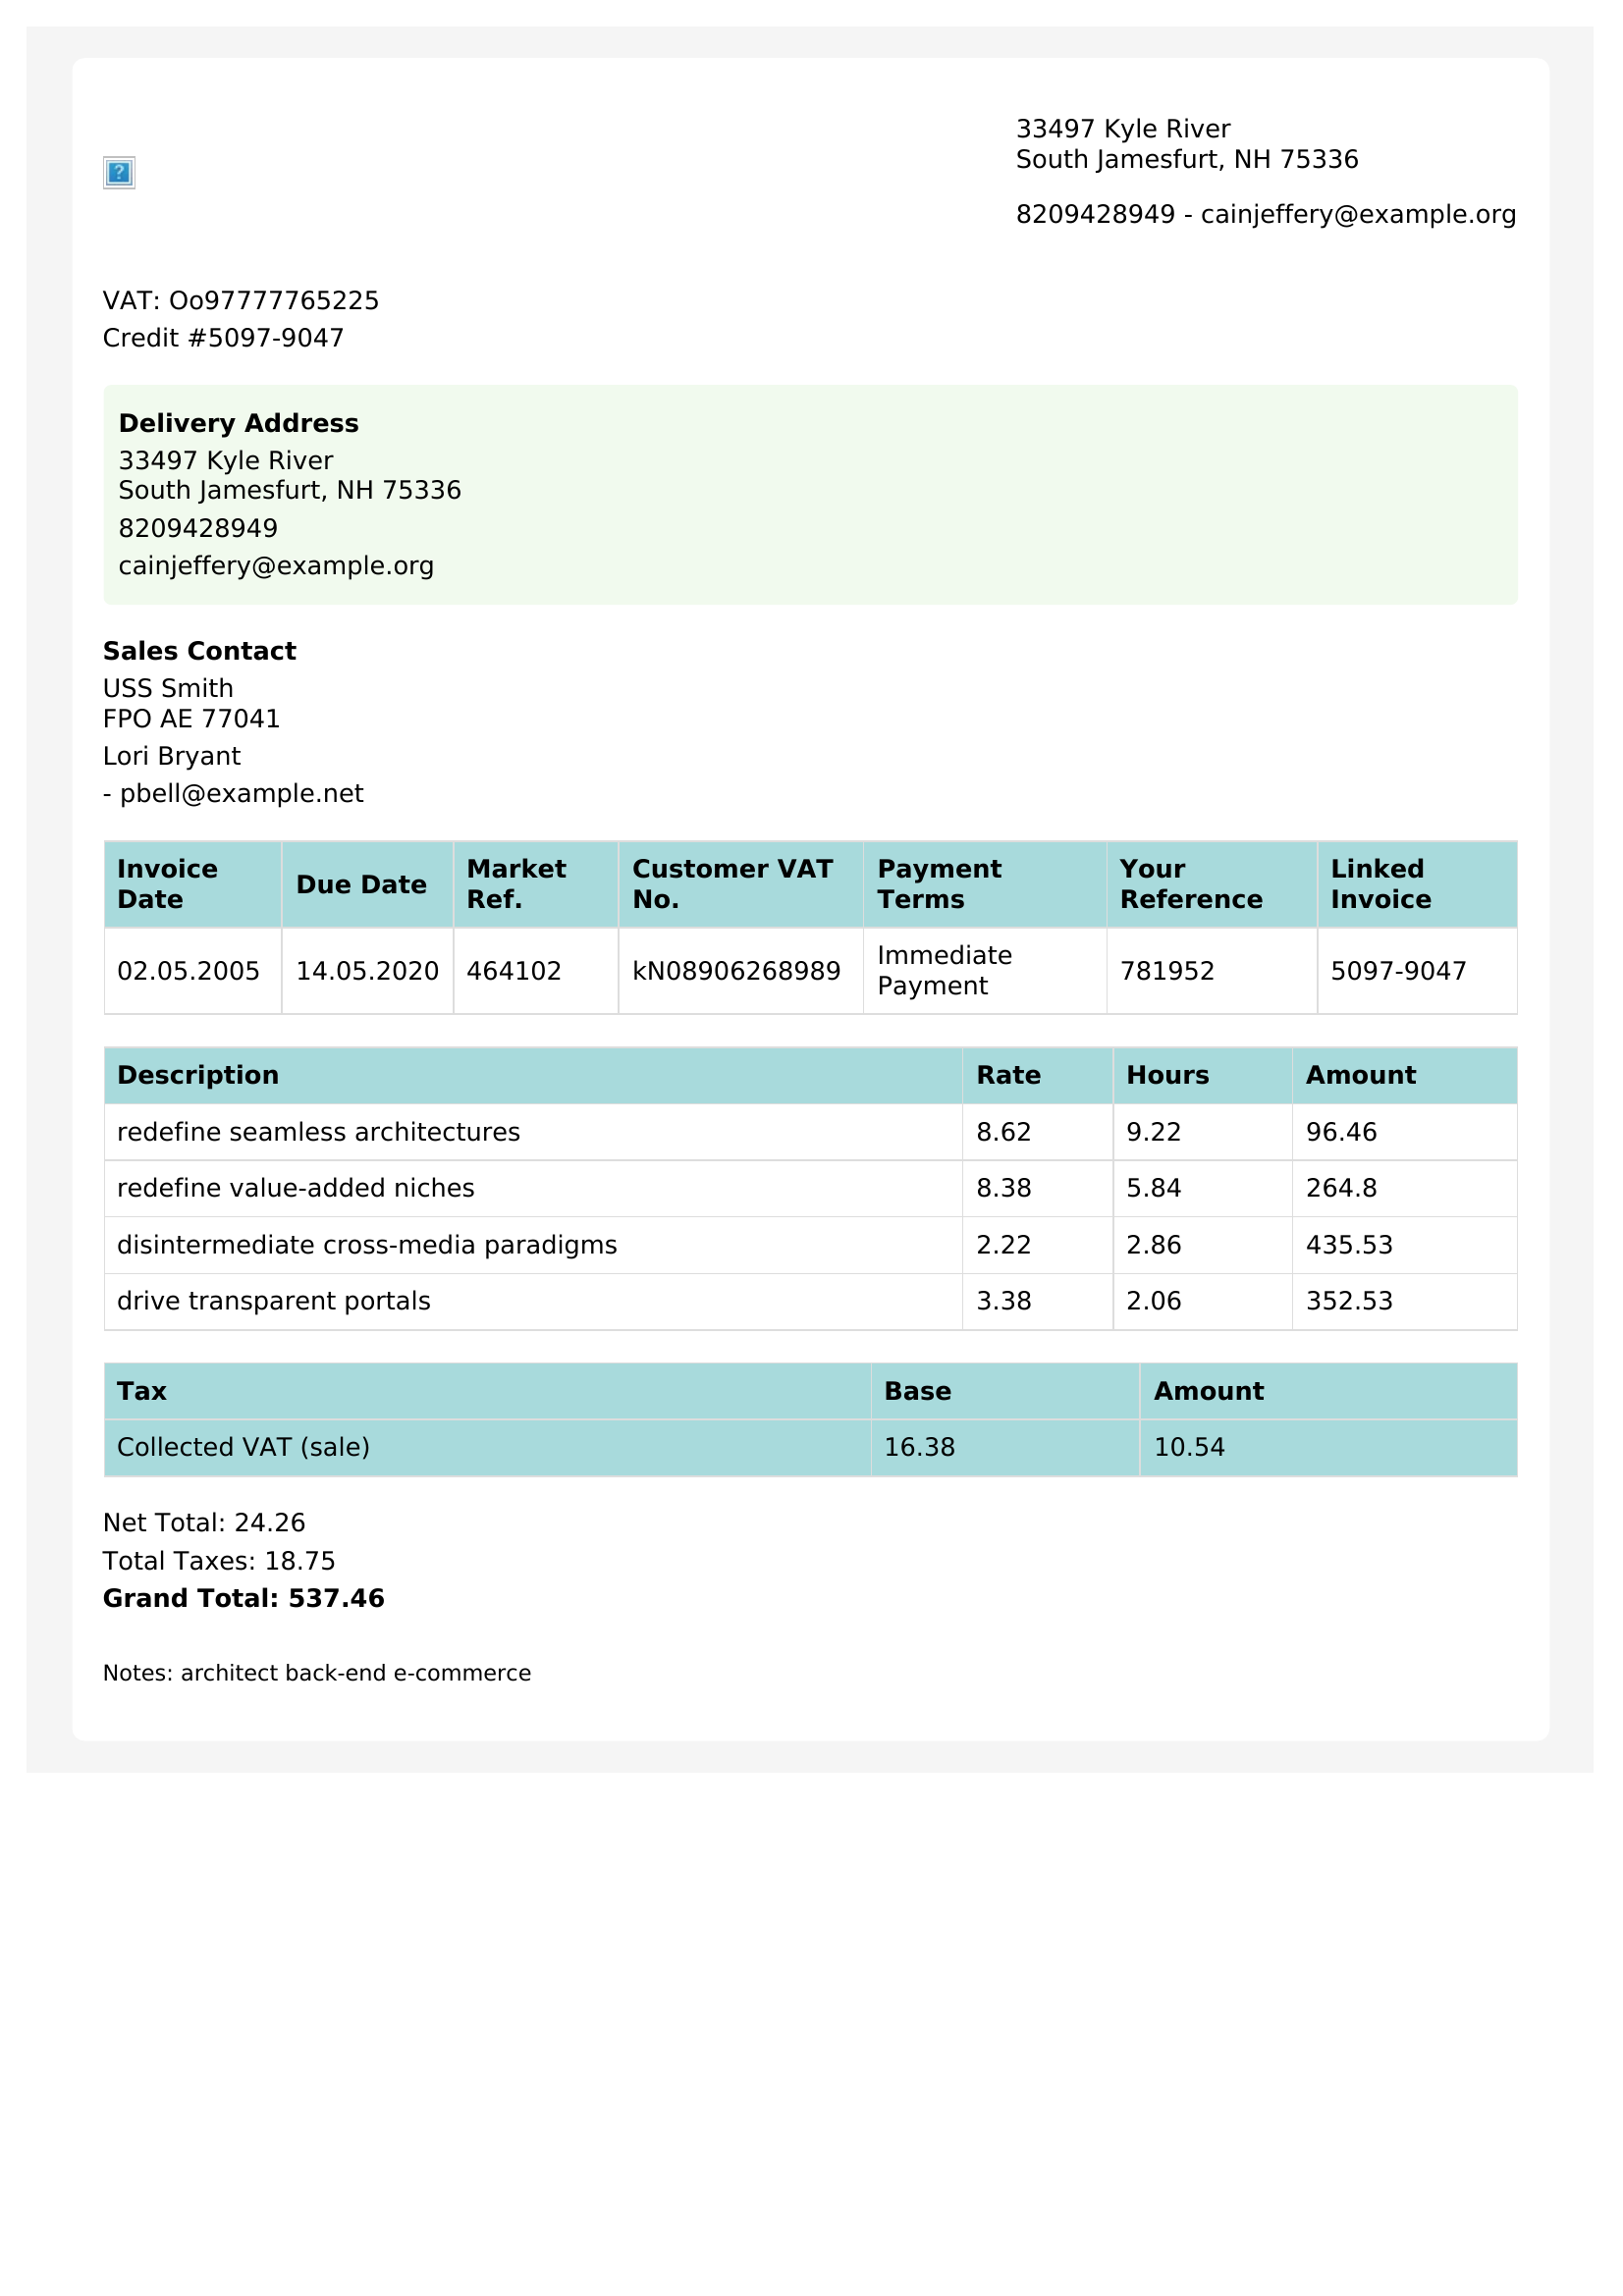 33497 Kyle River
South Jamesfurt, NH 75336
8209428949 - cainjeffery@example.org
VAT: Oo97777765225
Credit #5097-9047
Delivery Address
33497 Kyle River
South Jamesfurt, NH 75336
8209428949
cainjeffery@example.org
Sales Contact
USS Smith
FPO AE 77041
Lori Bryant
- pbell@example.net
Invoice Date Due Date Market Ref. Customer VAT No. Payment Terms Your Reference Linked Invoice
02.05.2005 14.05.2020 464102 kN08906268989 Immediate Payment 781952 5097-9047
Description Rate Hours Amount
redefine seamless architectures 8.62 9.22 96.46
redefine value-added niches 8.38 5.84 264.8
disintermediate cross-media paradigms 2.22 2.86 435.53
drive transparent portals 3.38 2.06 352.53
Tax Base Amount
Collected VAT (sale) 16.38 10.54
Net Total: 24.26
Total Taxes: 18.75
Grand Total: 537.46
Notes: architect back-end e-commerce